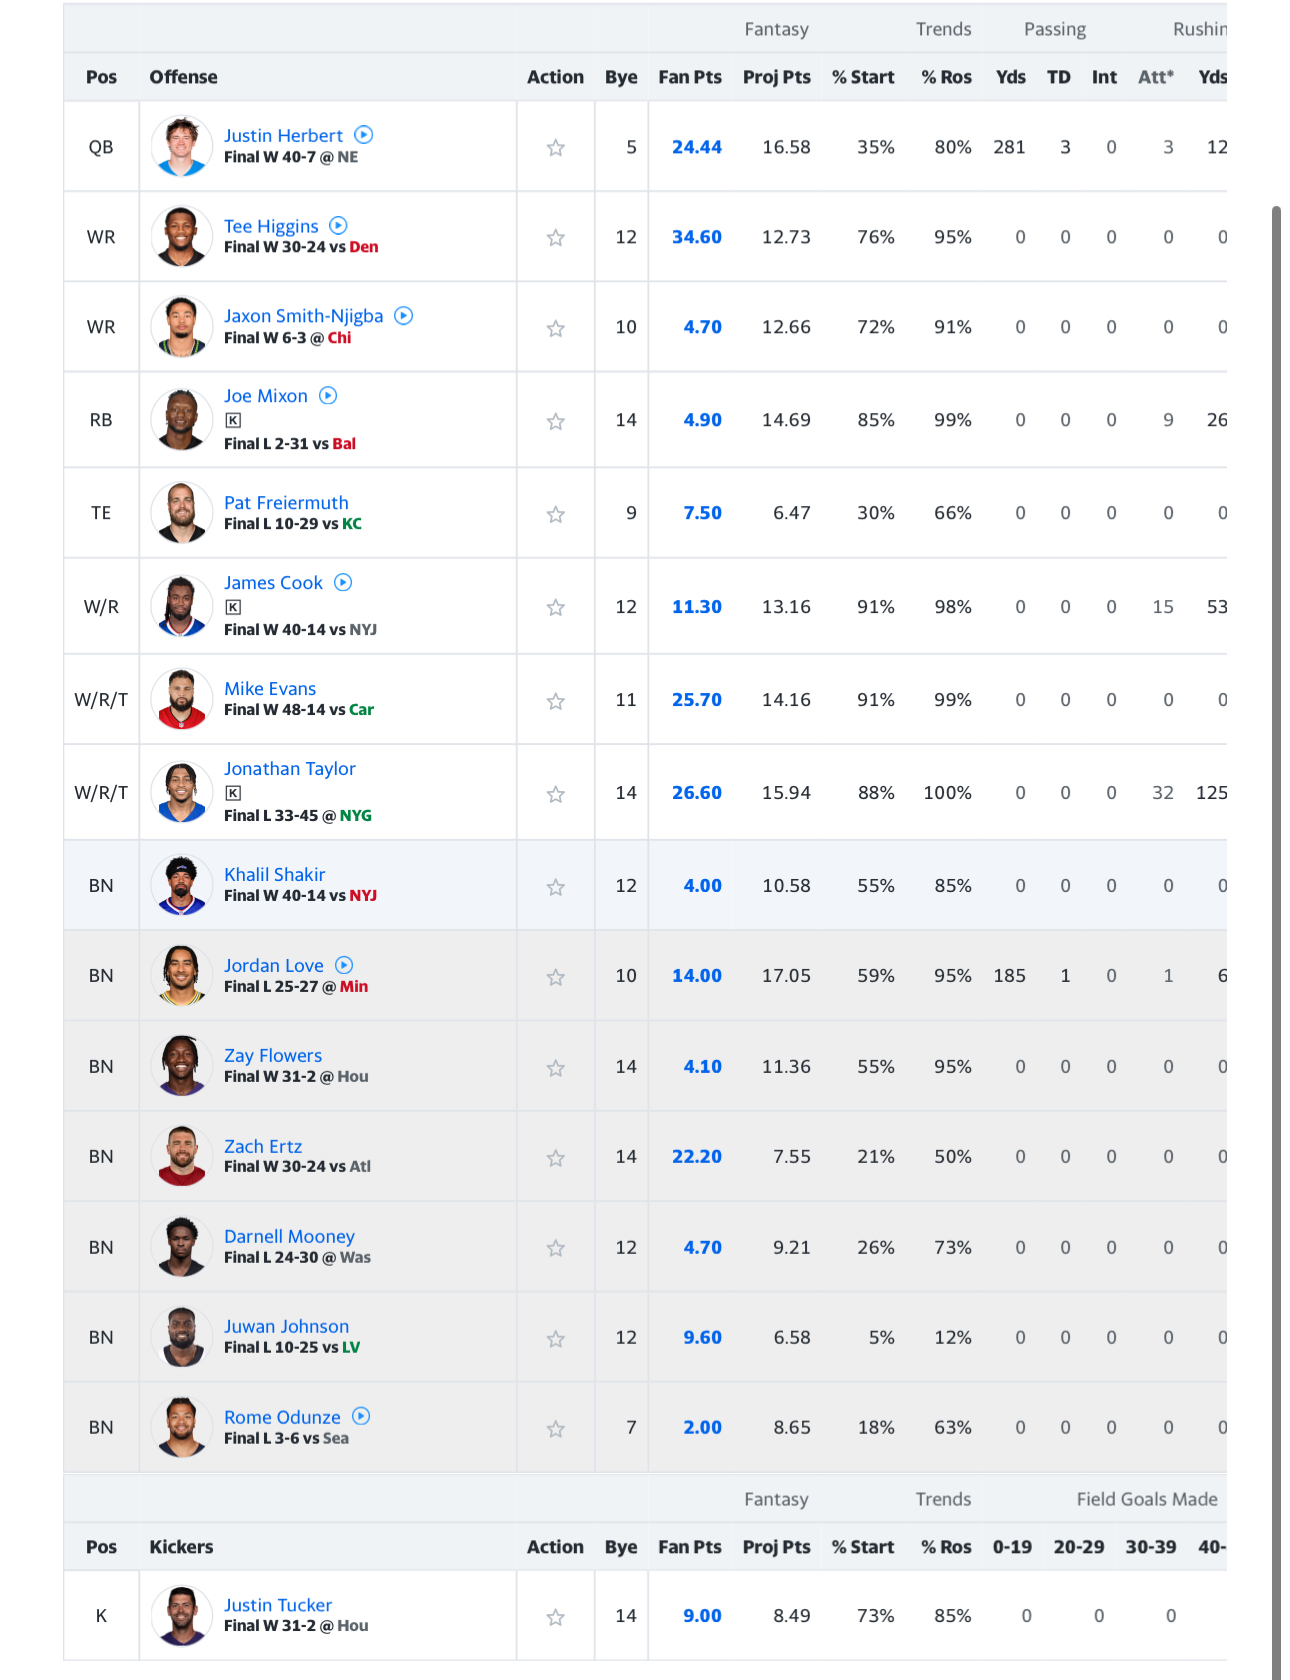 Fantasy Trends Passing Rushin
Pos Offense Action Bye Fan Pts Proj Pts % Start % Ros Yds TD Int Att* Yds
Justin Herbert
QB 5 24.44 16.58 35% 80% 281 3 0 3 12
Final W 40-7 @ NE
Tee Higgins
WR 12 34.60 12.73 76% 95% 0 0 0 0 0
Final W 30-24 vs Den
Jaxon Smith-Njigba
WR 10 4.70 12.66 72% 91% 0 0 0 0 0
Final W 6-3 @ Chi
Joe Mixon
RB K 14 4.90 14.69 85% 99% 0 0 0 9 26
Final L 2-31 vs Bal
Pat Freiermuth
TE 9 7.50 6.47 30% 66% 0 0 0 0 0
Final L 10-29 vs KC
James Cook
W/R K 12 11.30 13.16 91% 98% 0 0 0 15 53
Final W 40-14 vs NYJ
Mike Evans
W/R/T 11 25.70 14.16 91% 99% 0 0 0 0 0
Final W 48-14 vs Car
Jonathan Taylor
W/R/T K 14 26.60 15.94 88% 100% 0 0 0 32 125
Final L 33-45 @ NYG
Khalil Shakir
BN 12 4.00 10.58 55% 85% 0 0 0 0 0
Final W 40-14 vs NYJ
Jordan Love
BN 10 14.00 17.05 59% 95% 185 1 0 1 6
Final L 25-27 @ Min
Zay Flowers
BN 14 4.10 11.36 55% 95% 0 0 0 0 0
Final W 31-2 @ Hou
Zach Ertz
BN 14 22.20 7.55 21% 50% 0 0 0 0 0
Final W 30-24 vs Atl
Darnell Mooney
BN 12 4.70 9.21 26% 73% 0 0 0 0 0
Final L 24-30 @ Was
Juwan Johnson
BN 12 9.60 6.58 5% 12% 0 0 0 0 0
Final L 10-25 vs LV
Rome Odunze
BN 7 2.00 8.65 18% 63% 0 0 0 0 0
Final L 3-6 vs Sea
Fantasy Trends Field Goals Made
Pos Kickers Action Bye Fan Pts Proj Pts % Start % Ros 0-19 20-29 30-39 40-
Justin Tucker
K 14 9.00 8.49 73% 85% 0 0 0
Final W 31-2 @ Hou